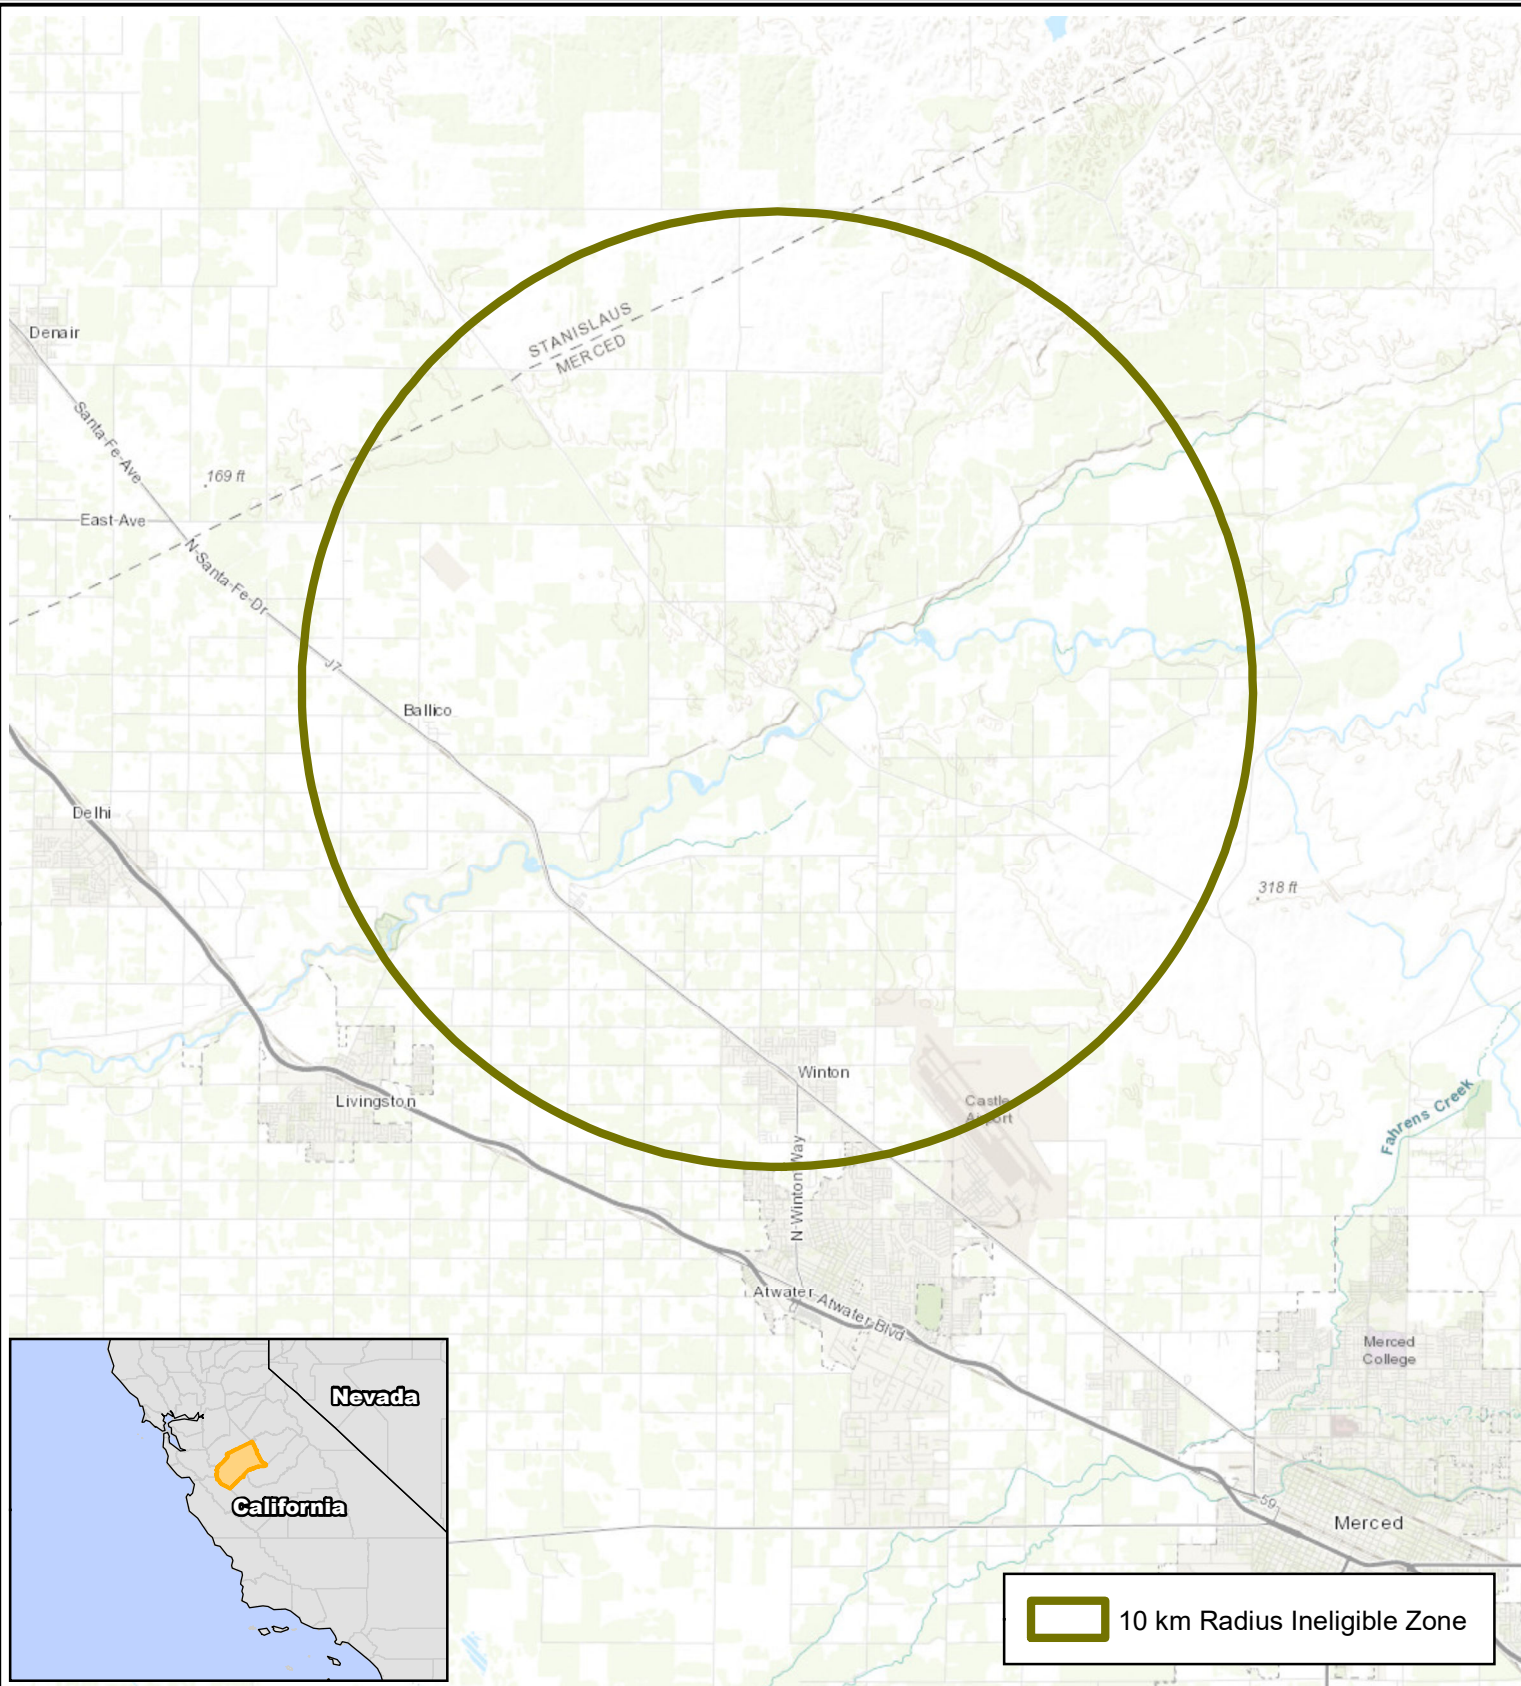 STANISLAUS
MERCED
Denair
Santa-Fe-Ave
169 ft
East-Ave
N-Santa-Fe-Dr
J7
Ballico
Delhi
318 ft
Winton
Livingston
Castle
Airport
Fahrens Creek
N-Winton-Way
Atwater
Atwater-Blvd
Merced
College
Nevada
California
59
Merced
10 km Radius Ineligible Zone